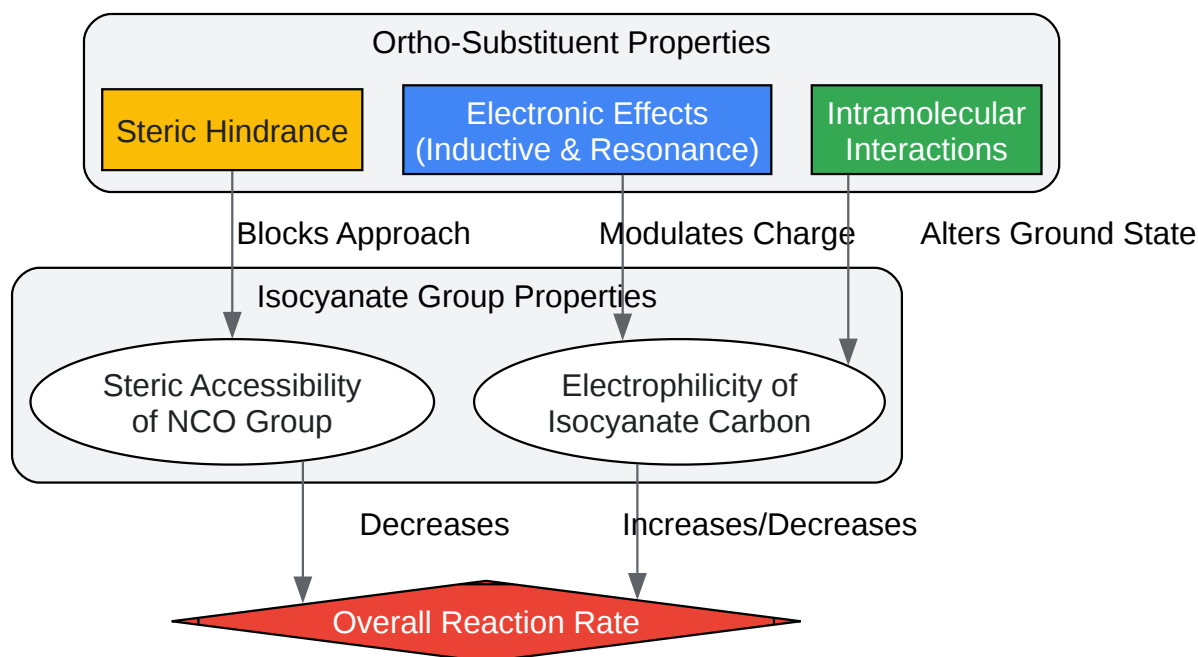 Ortho-Substituent Properties
Steric Hindrance
Electronic Effects
(Inductive & Resonance)
Intramolecular
Interactions
Blocks Approach
Modulates Charge
Alters Ground State
Isocyanate Group Properties
Steric Accessibility
of NCO Group
Electrophilicity of
Isocyanate Carbon
Decreases
Increases/Decreases
Overall Reaction Rate